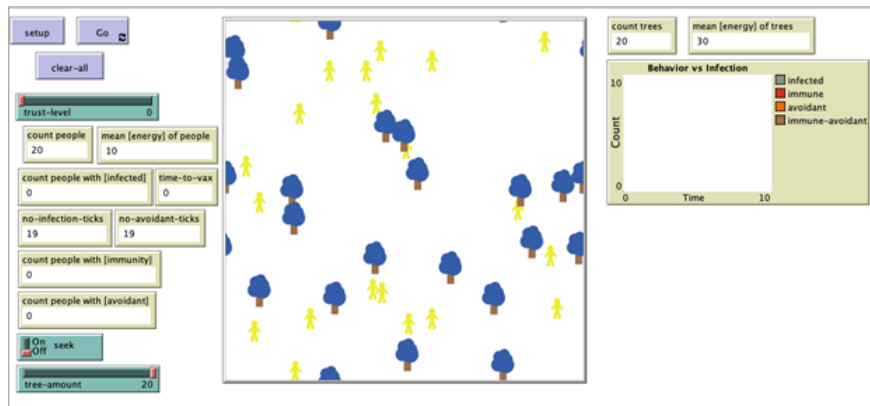 setup
Go
clear-all
trust-level 0
count people
20
mean [energy] of people
10
count people with [infected]
0
time-to-vax
0
no-infection-ticks
19
no-avoidant-ticks
19
count people with [immunity]
0
count people with [avoidant]
0
On
Off
seek
tree-amount 20
count trees
20
mean [energy] of trees
30
Behavior vs Infection
10
Count
0
0 Time 10
infected
immune
avoidant
immune-avoidant